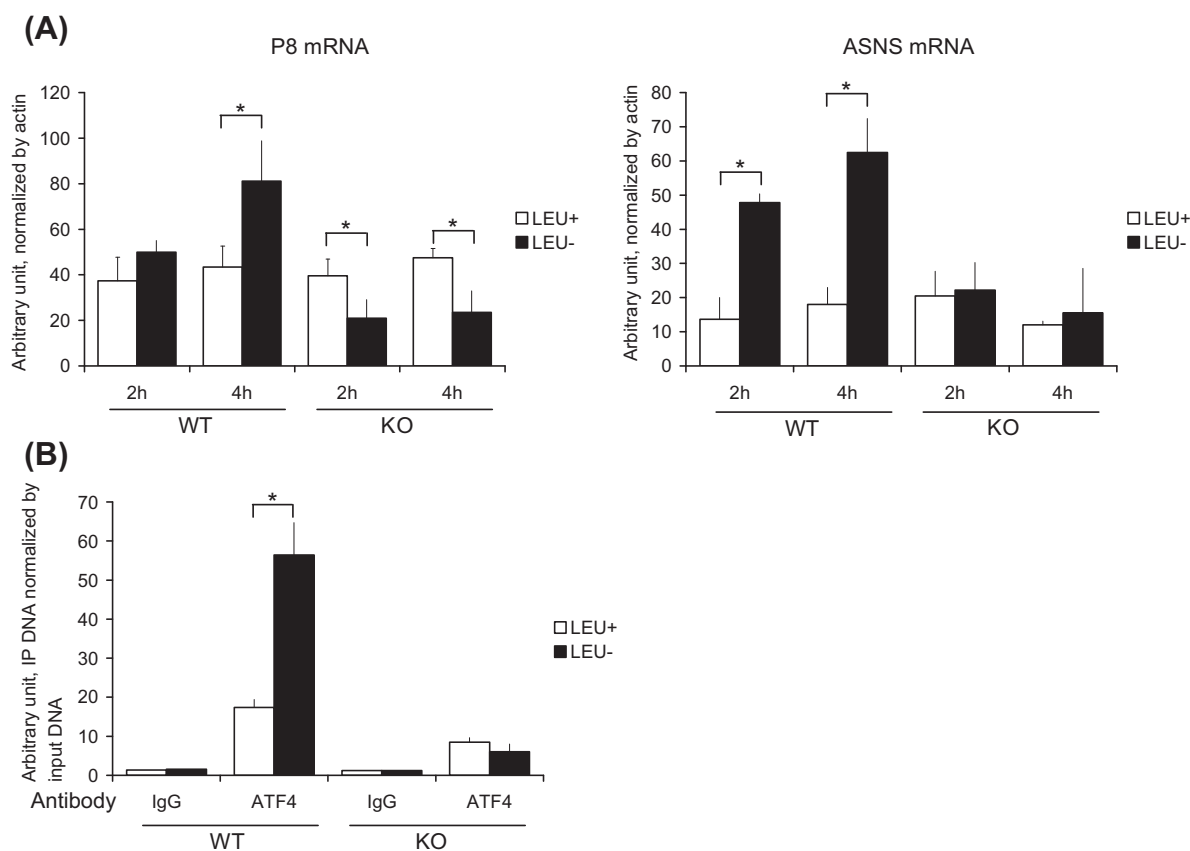 (A)
P8 mRNA
Arbitrary unit, normalized by actin
120
100
80
60
40
20
0
*
*
*
2h
4h
2h
4h
WT
KO
LEU+
LEU-
ASNS mRNA
Arbitrary unit, normalized by actin
80
70
60
50
40
30
20
10
0
*
*
2h
4h
2h
4h
WT
KO
LEU+
LEU-
(B)
Arbitrary unit, IP DNA normalized by
input DNA
70
60
50
40
30
20
10
0
*
Antibody
IgG
ATF4
IgG
ATF4
WT
KO
LEU+
LEU-